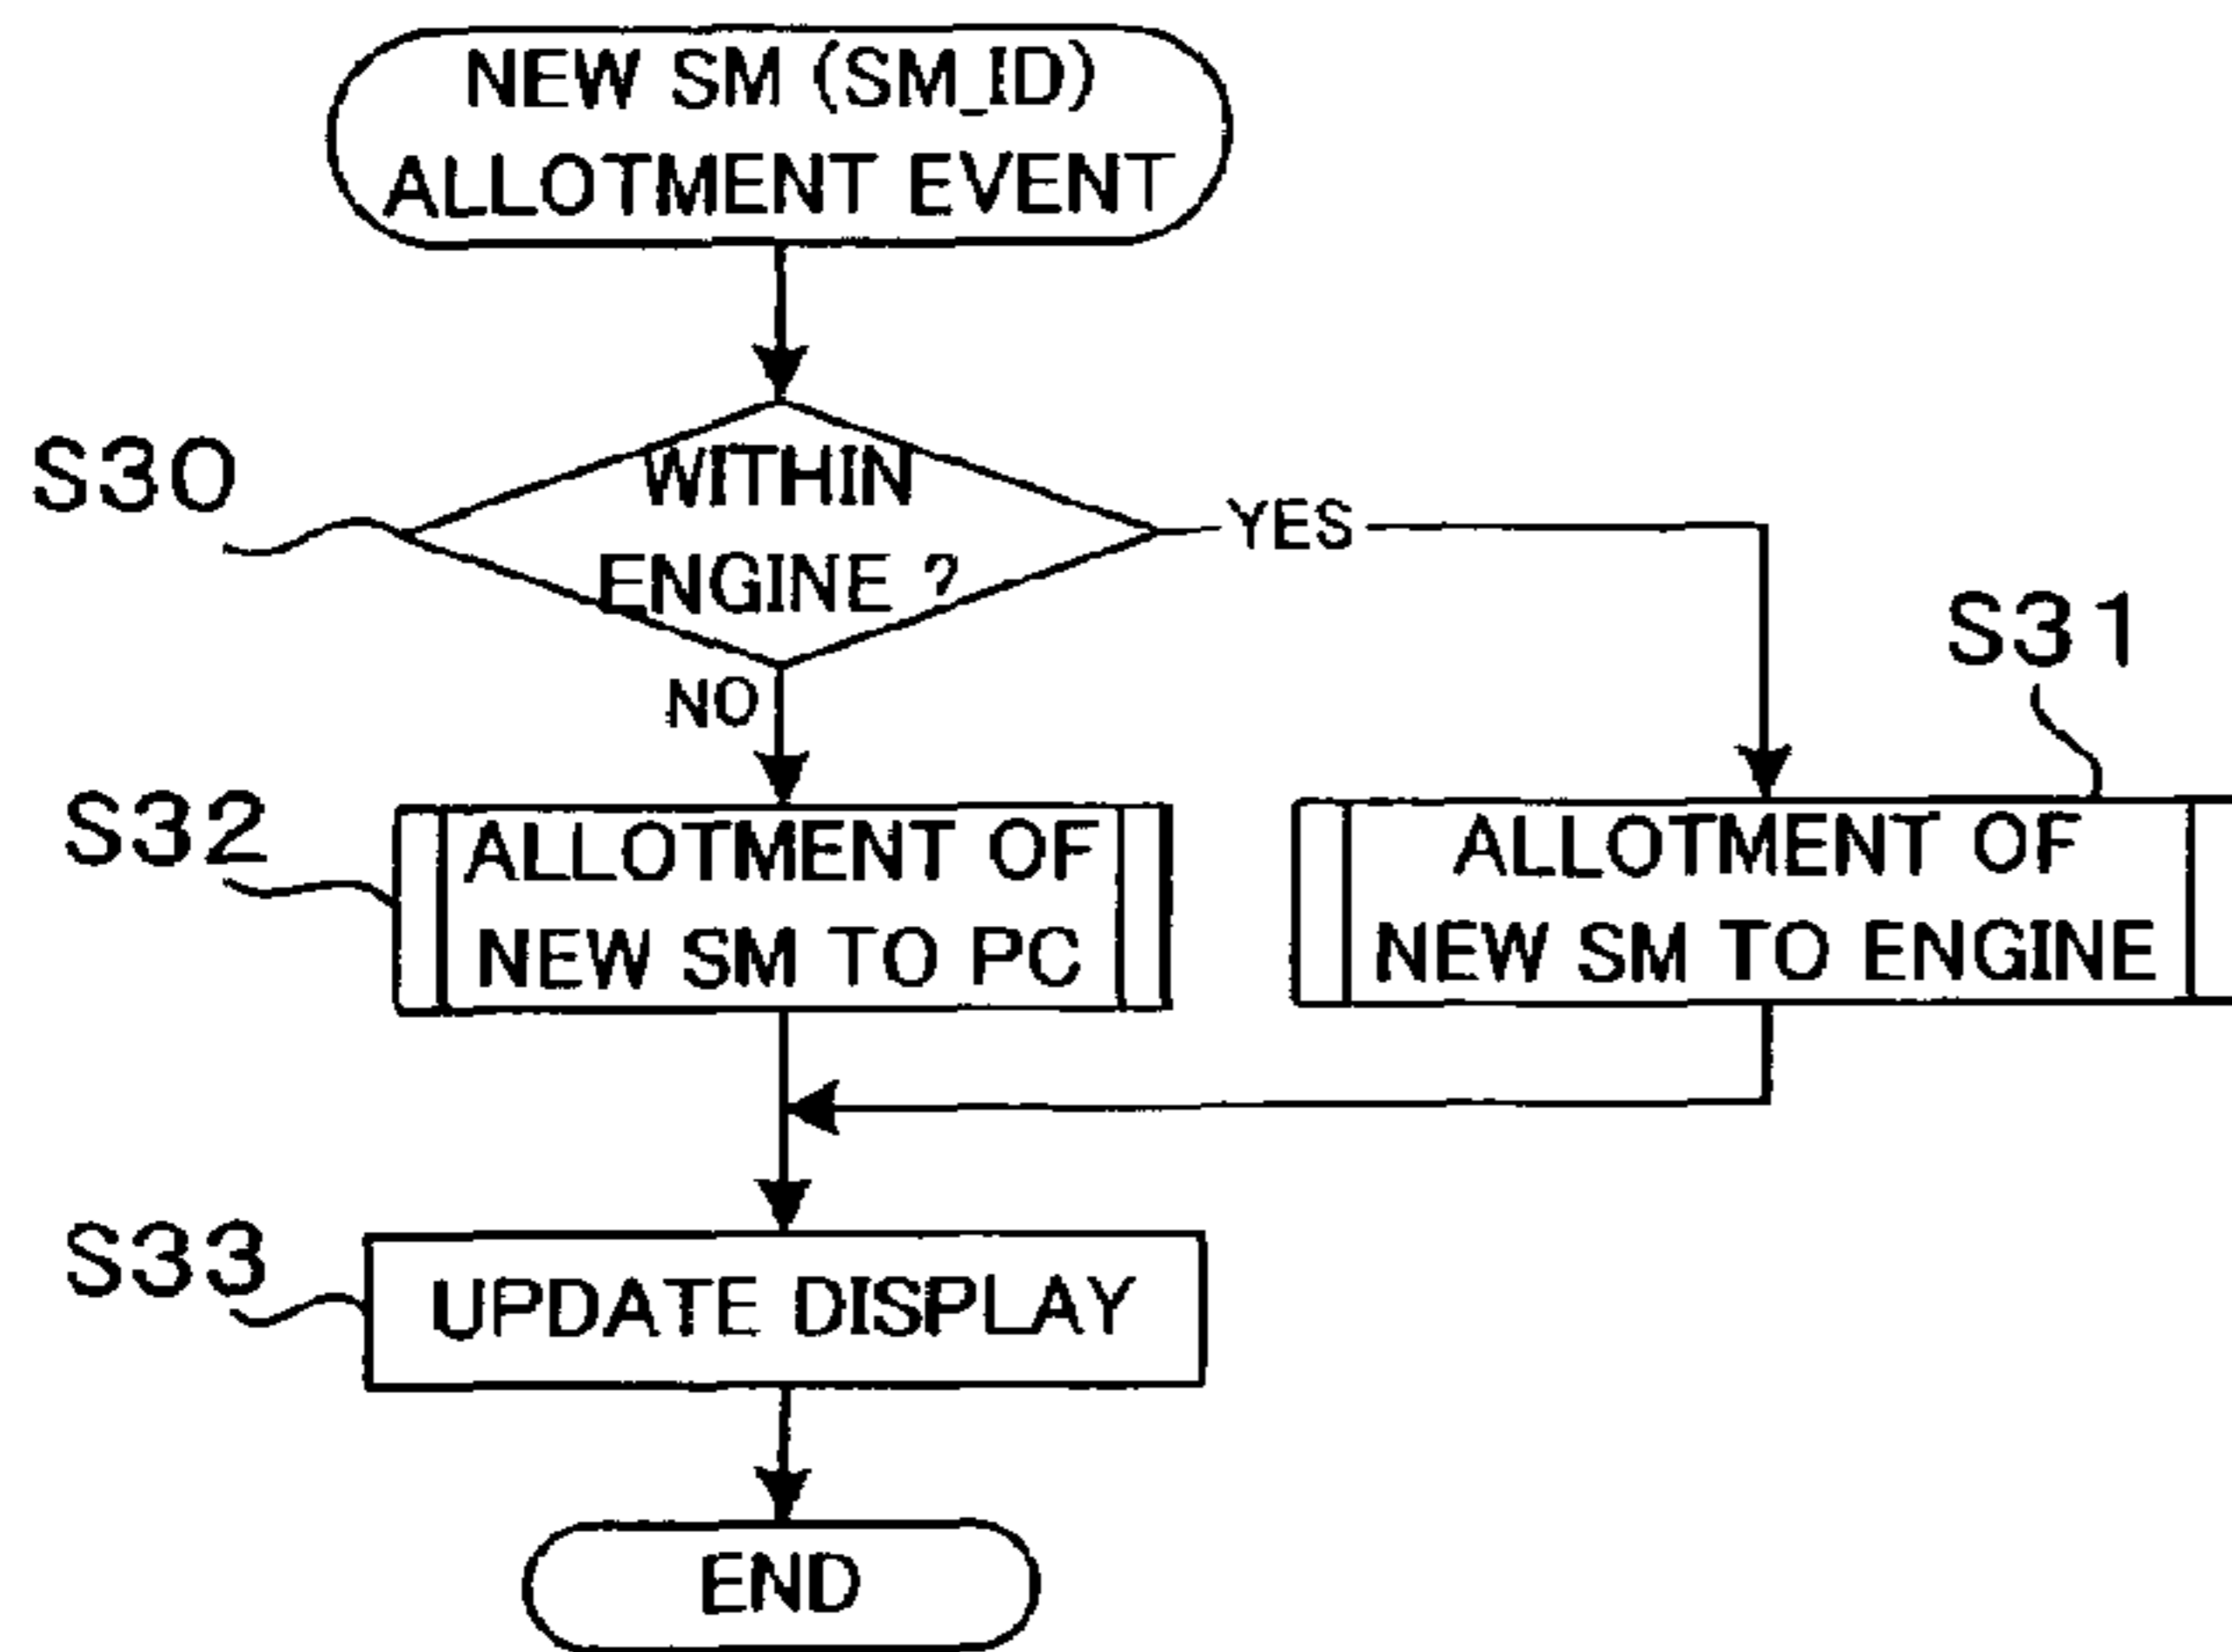 NEW SM (SM_ID)
ALLOTMENT EVENT
S30
WITHIN
ENGINE ?
YES
NO
S31
S32
ALLOTMENT OF
NEW SM TO PC
ALLOTMENT OF
NEW SM TO ENGINE
S33
UPDATE DISPLAY
END